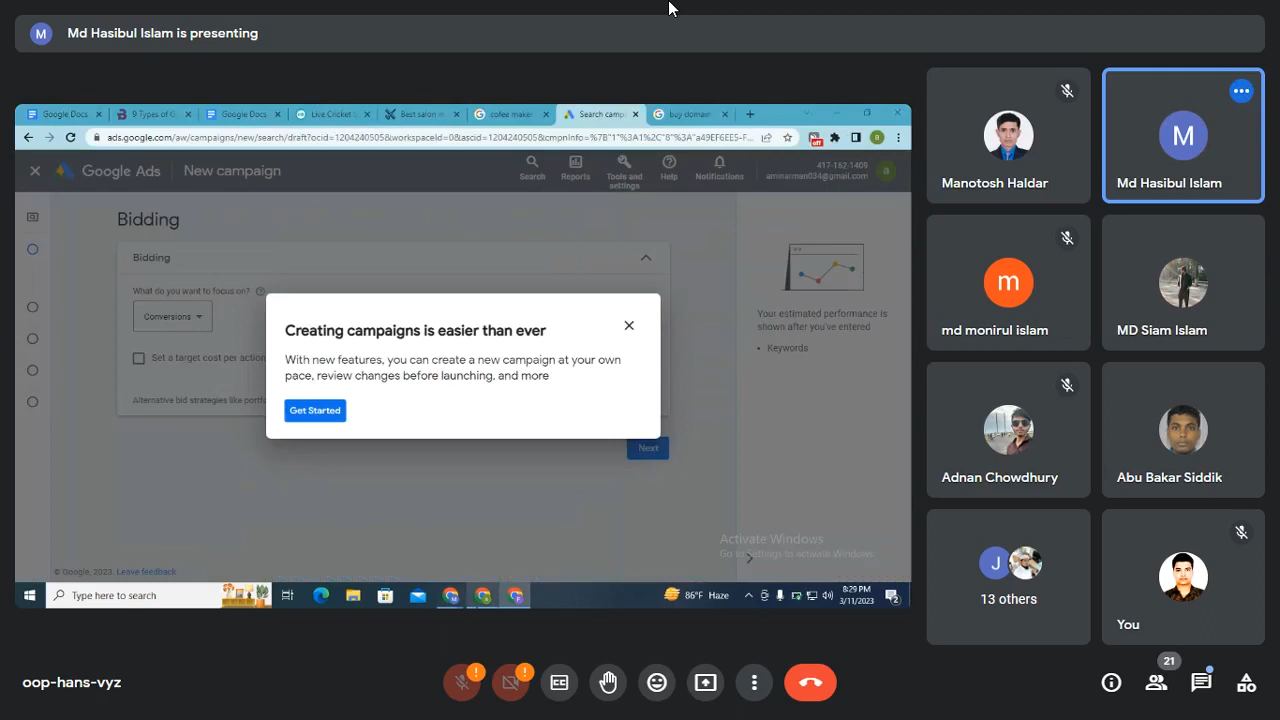 M
Md Hasibul Islam is presenting
Google Docs
9 Types of G
Google Docs
Live Cricket
Best salon m
cofee maker
Search camp
buy domain
ads.google.com/aw/campaigns/new/search/draft?ocid=1204240505&workspaceId=0&ascid=1204240505&cmpnInfo=%7B"1"%3A1%2C"8"%3A"a49EF6EE5-F...
off
a
Google Ads
New campaign
Search
Reports
Tools and
settings
Help
Notifications
417-162-1409
aminarman034@gmail.com
a
Bidding
Bidding
What do you want to focus on?
Conversions
Set a target cost per action
Alternative bid strategies like portfo
Creating campaigns is easier than ever
With new features, you can create a new campaign at your own
pace, review changes before launching, and more
Get Started
Next
Your estimated performance is
shown after you've entered
• Keywords
Activate Windows
Go to Settings to activate Windows.
© Google, 2023. Leave feedback
Type here to search
86°F Haze
8:29 PM
3/11/2023
2
Manotosh Haldar
M
Md Hasibul Islam
m
md monirul islam
MD Siam Islam
Adnan Chowdhury
Abu Bakar Siddik
J
13 others
You
oop-hans-vyz
21